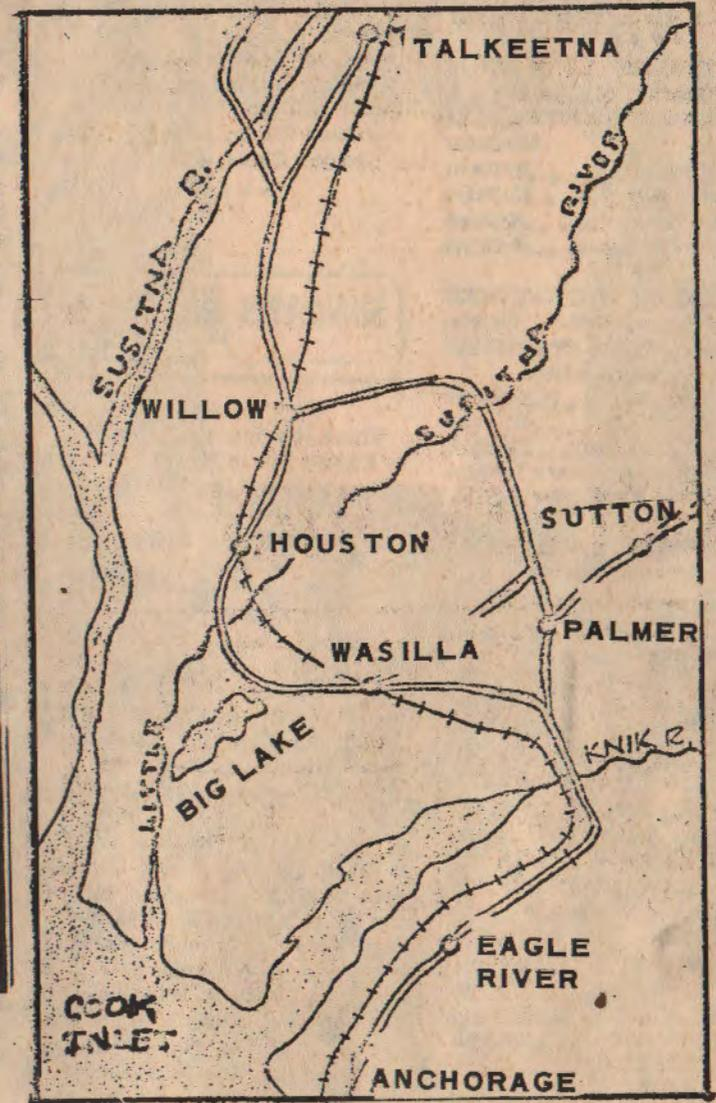 TALKEETNA
SUSITNA R.
SUSITNA RIVER
WILLOW
HOUSTON
SUTTON
PALMER
WASILLA
KNIK R.
BIG LAKE
LITTLE
EAGLE
RIVER
COOK
INLET
ANCHORAGE